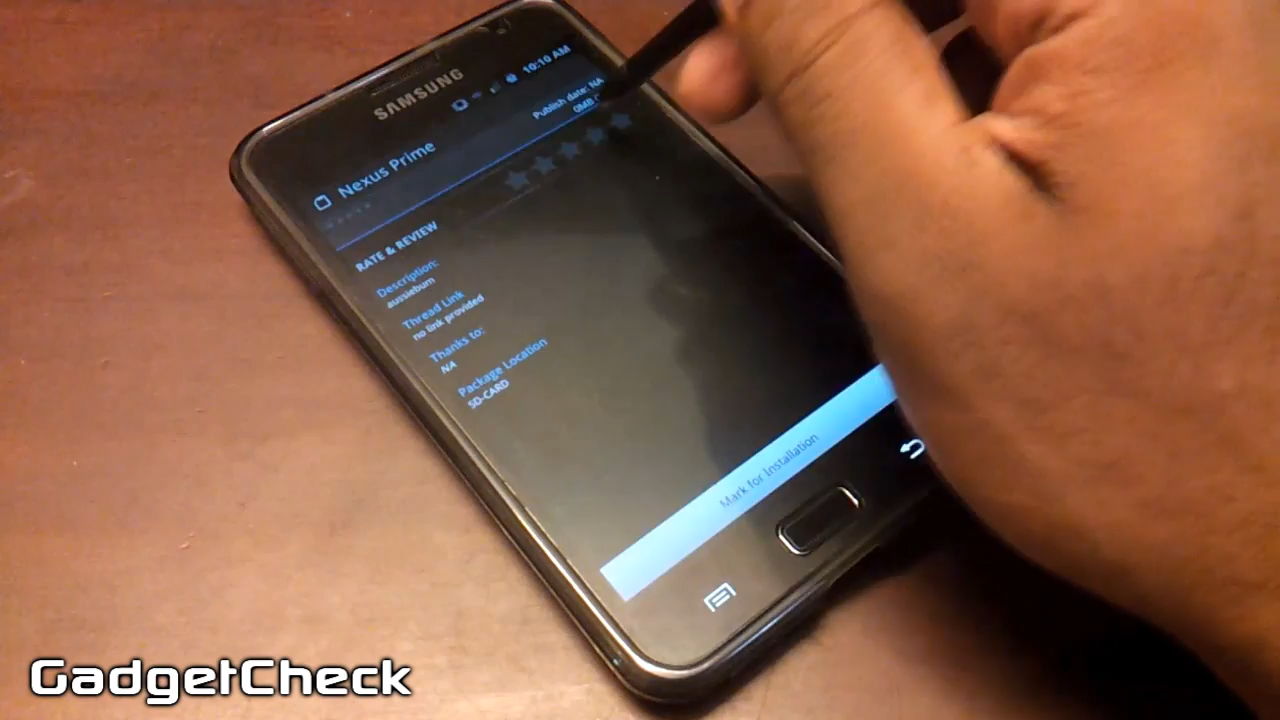 SAMSUNG
10:10 AM
Nexus Prime
Publish date: NA
0MB
RATE & REVIEW
Description:
aussieburn
Thread Link
no link provided
Thanks to:
NA
Package Location
SD-CARD
Mark for Installation
GadgetCheck